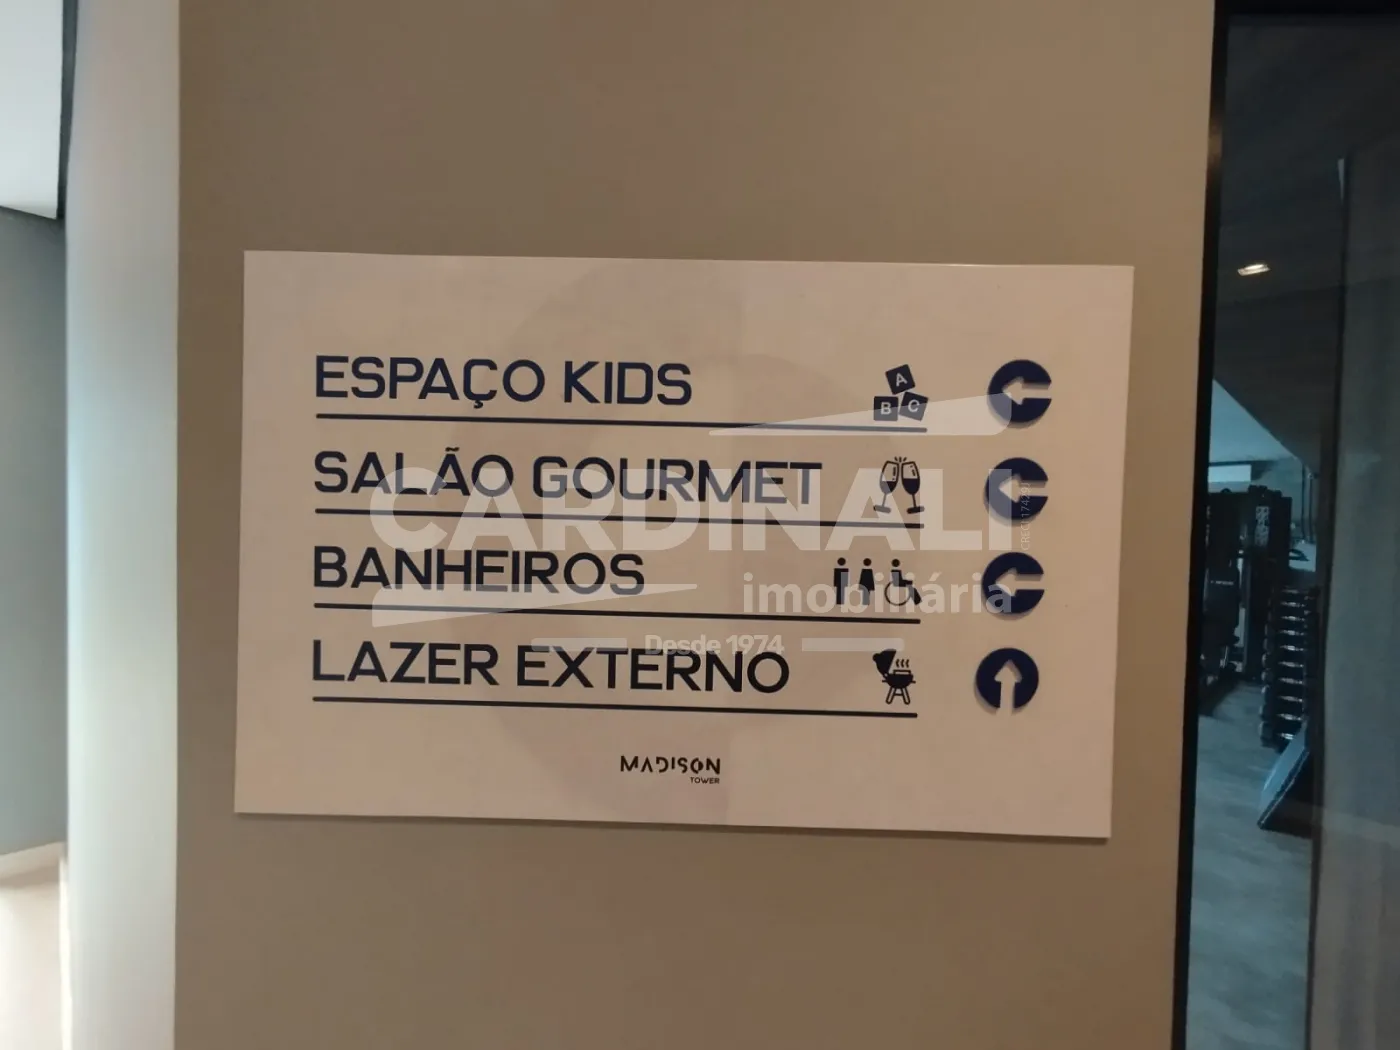 ESPAÇO KIDS
A
B C
SALÃO GOURMET
CARDINALI
BANHEIROS
imobiliária
Desde 1974
LAZER EXTERNO
MADISON
TOWER